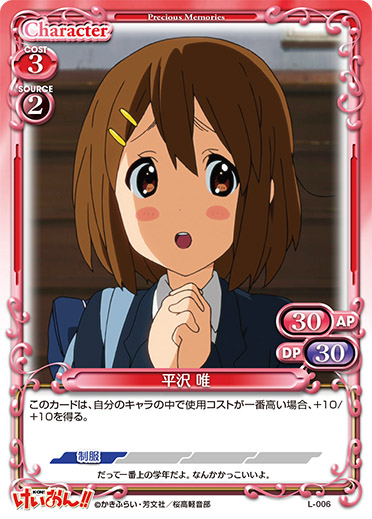 Precious Memories
Character
COST
3
SOURCE
2
30 AP
DP 30
平沢 唯
このカードは、自分のキャラの中で使用コストが一番高い場合、+10/
+10を得る。
制服
だって一番上の学年だよ。なんかかっこいいよ。
K-ON!!
けいおん!!
©かきふらい・芳文社/桜高軽音部
L-006